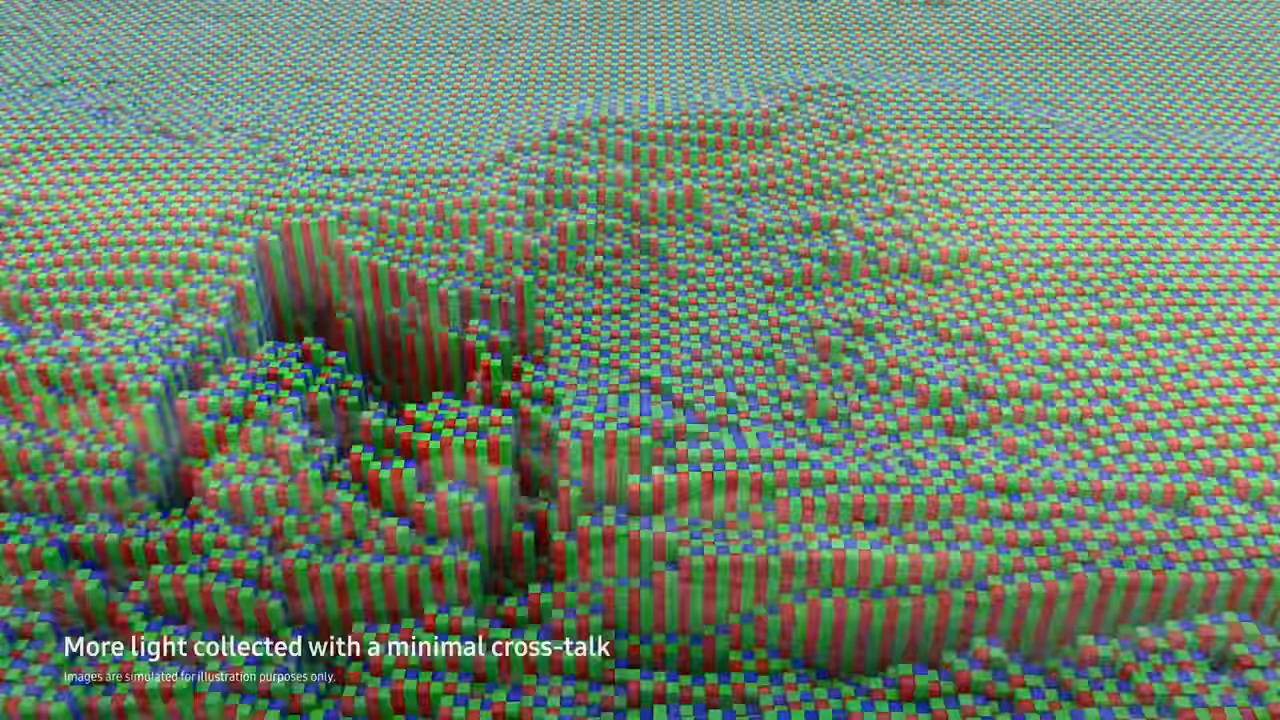 More light collected with a minimal cross-talk
Images are simulated for illustration purposes only.